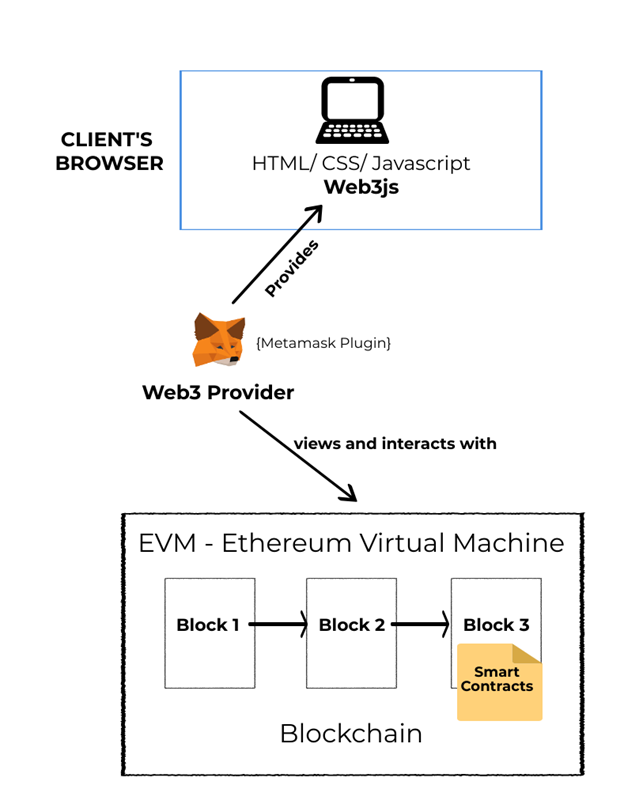 CLIENT'S
BROWSER
HTML/ CSS/ Javascript
Web3js
Provides
{Metamask Plugin}
Web3 Provider
views and interacts with
EVM - Ethereum Virtual Machine
Block 1
Block 2
Block 3
Smart
Contracts
Blockchain